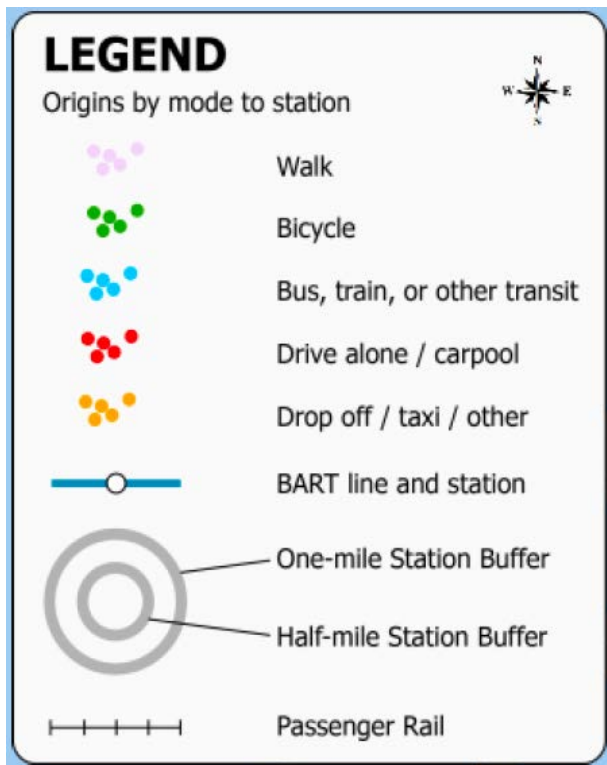 LEGEND
Origins by mode to station
N
W E
S
Walk
Bicycle
Bus, train, or other transit
Drive alone / carpool
Drop off / taxi / other
BART line and station
One-mile Station Buffer
Half-mile Station Buffer
Passenger Rail